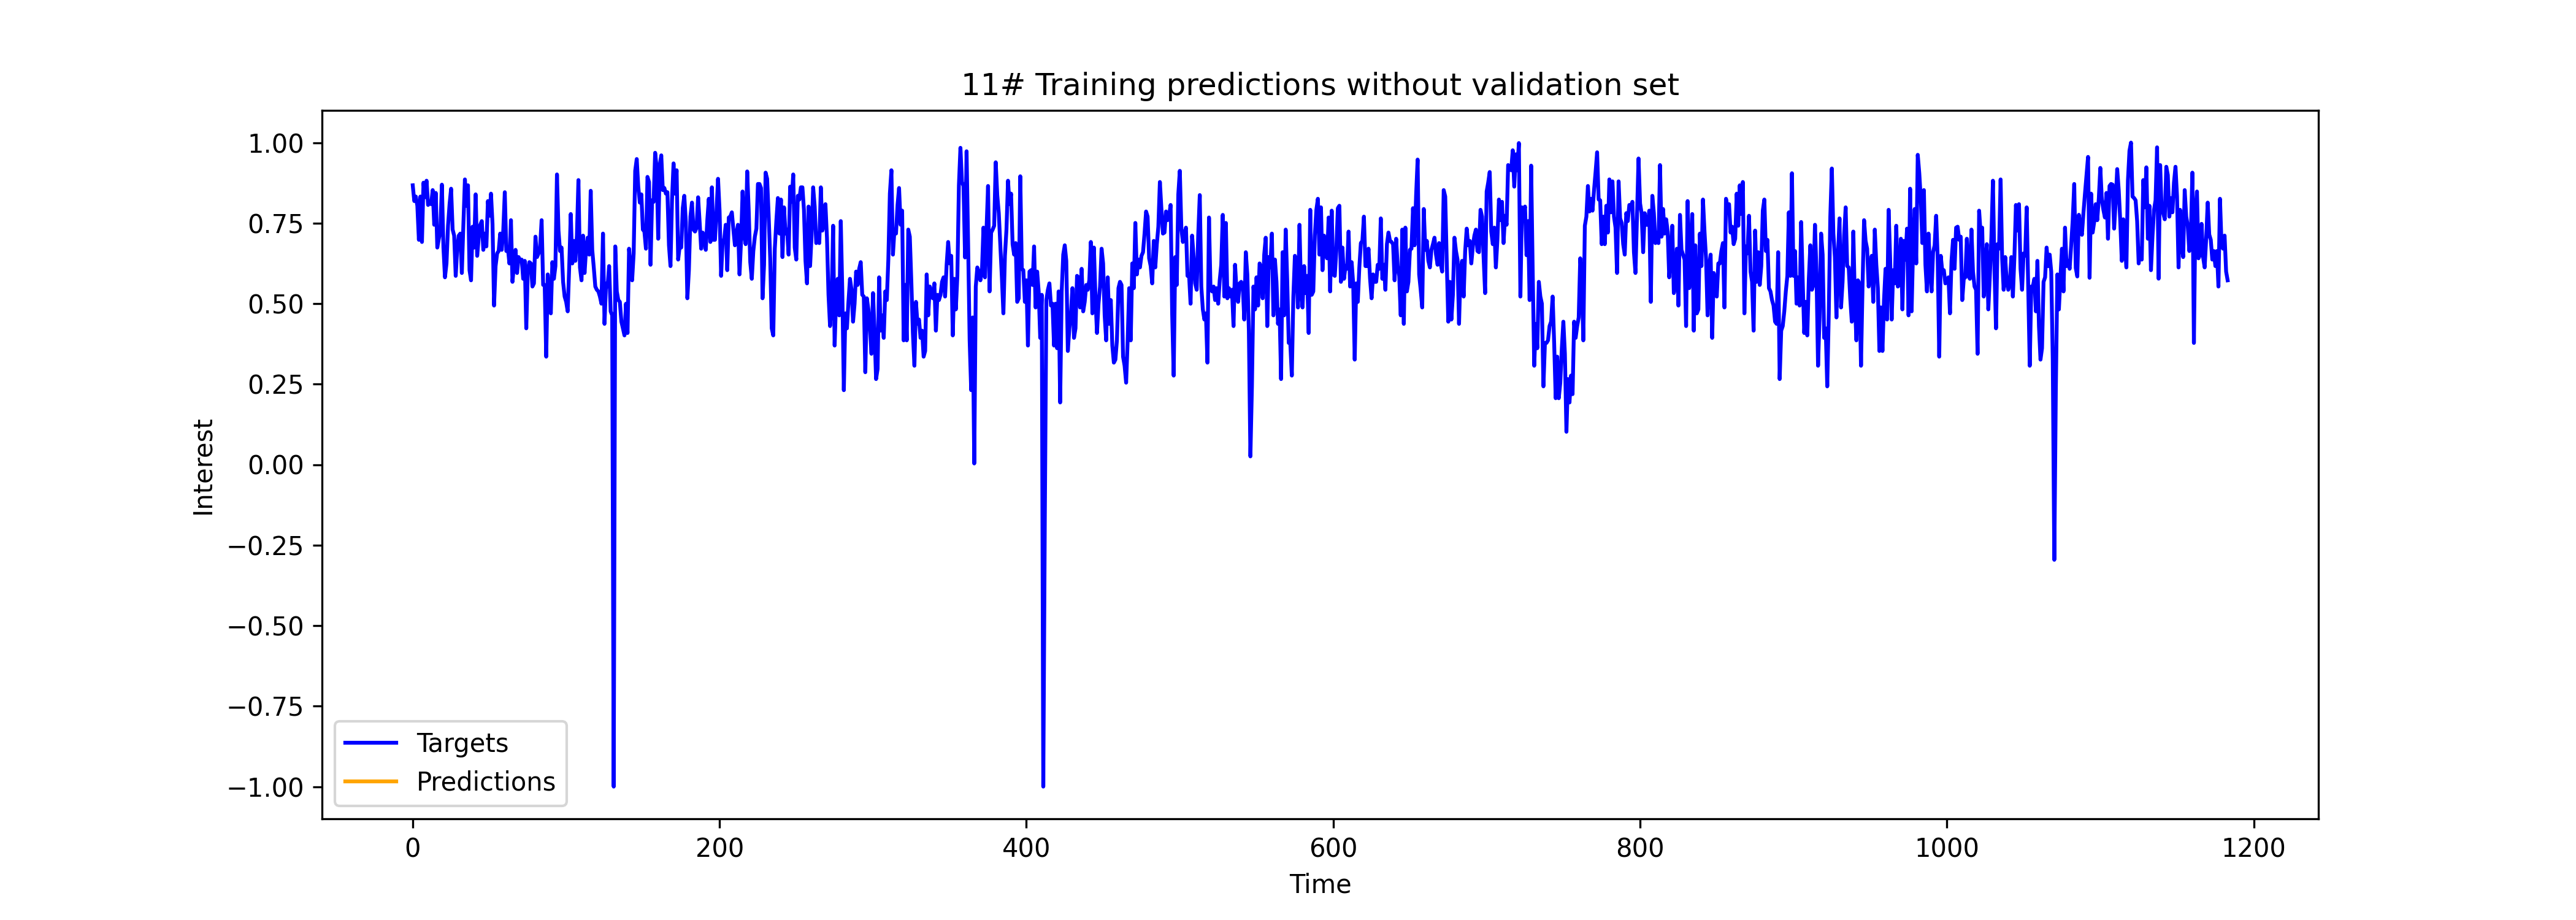 11# Training predictions without validation set
1.00
0.75
0.50
0.25
0.00
−0.25
−0.50
−0.75
−1.00
Interest
Targets
Predictions
0 200 400 600 800 1000 1200
Time